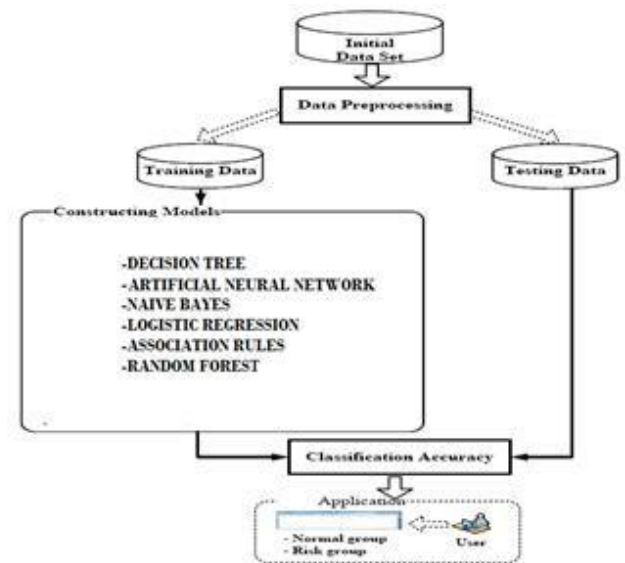 Initial
Data Set
Data Preprocessing
Training Data
Testing Data
Constructing Models
-DECISION TREE
-ARTIFICIAL NEURAL NETWORK
-NAIVE BAYES
-LOGISTIC REGRESSION
-ASSOCIATION RULES
-RANDOM FOREST
Classification Accuracy
Application
- Normal group
- Risk group
User